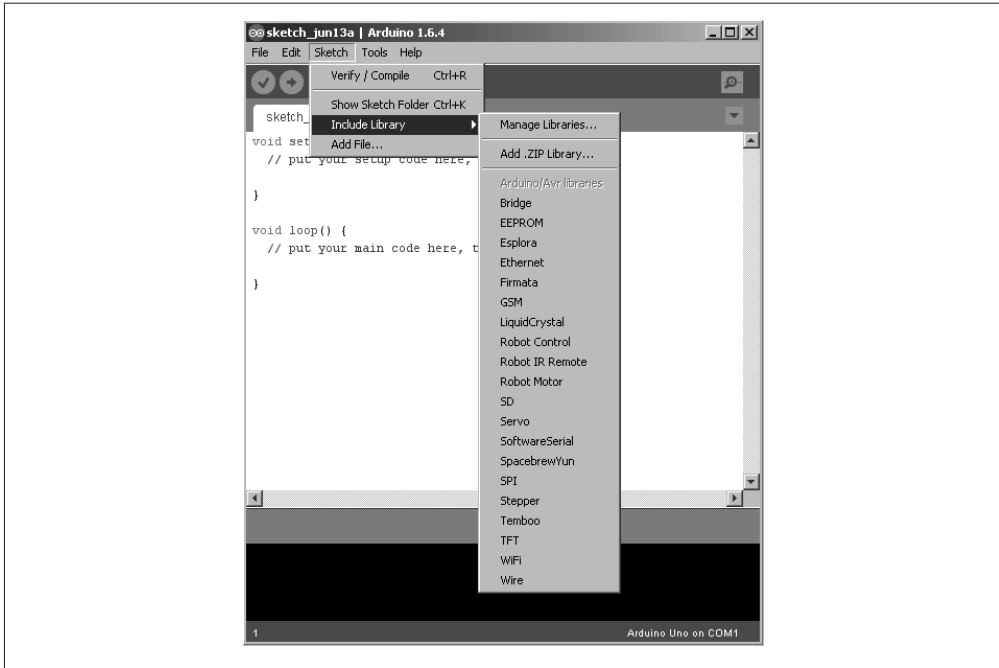 sketch_jun13a | Arduino 1.6.4
File Edit Sketch Tools Help
Verify / Compile Ctrl+R
Show Sketch Folder Ctrl+K
Include Library
Add File...
sketch_
void set
// put your setup code here,
}
void loop() {
// put your main code here, t
}
Manage Libraries...
Add .ZIP Library...
Arduino/Avr libraries
Bridge
EEPROM
Esplora
Ethernet
Firmata
GSM
LiquidCrystal
Robot Control
Robot IR Remote
Robot Motor
SD
Servo
SoftwareSerial
SpacebrewYun
SPI
Stepper
Temboo
TFT
WiFi
Wire
1
Arduino Uno on COM1